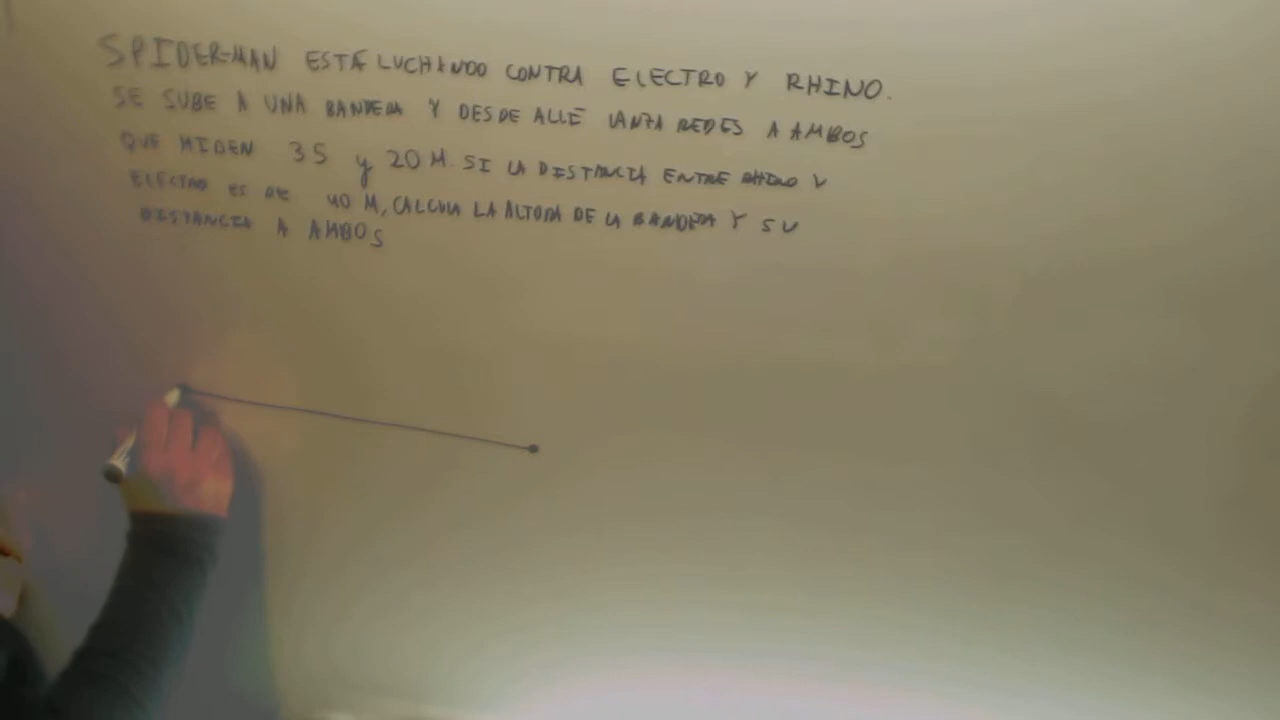 SPIDERMAN ESTÁ LUCHANDO CONTRA ELECTRO Y RHINO.
SE SUBE A UNA BANDERA Y DESDE ALLÍ LANZA REDES A AMBOS
QUE MIDEN 35 y 20 M. SI LA DISTANCIA ENTRE RHINO Y
ELECTRO ES DE 40 M, CALCULA LA ALTURA DE LA BANDERA Y SU
DISTANCIA A AMBOS